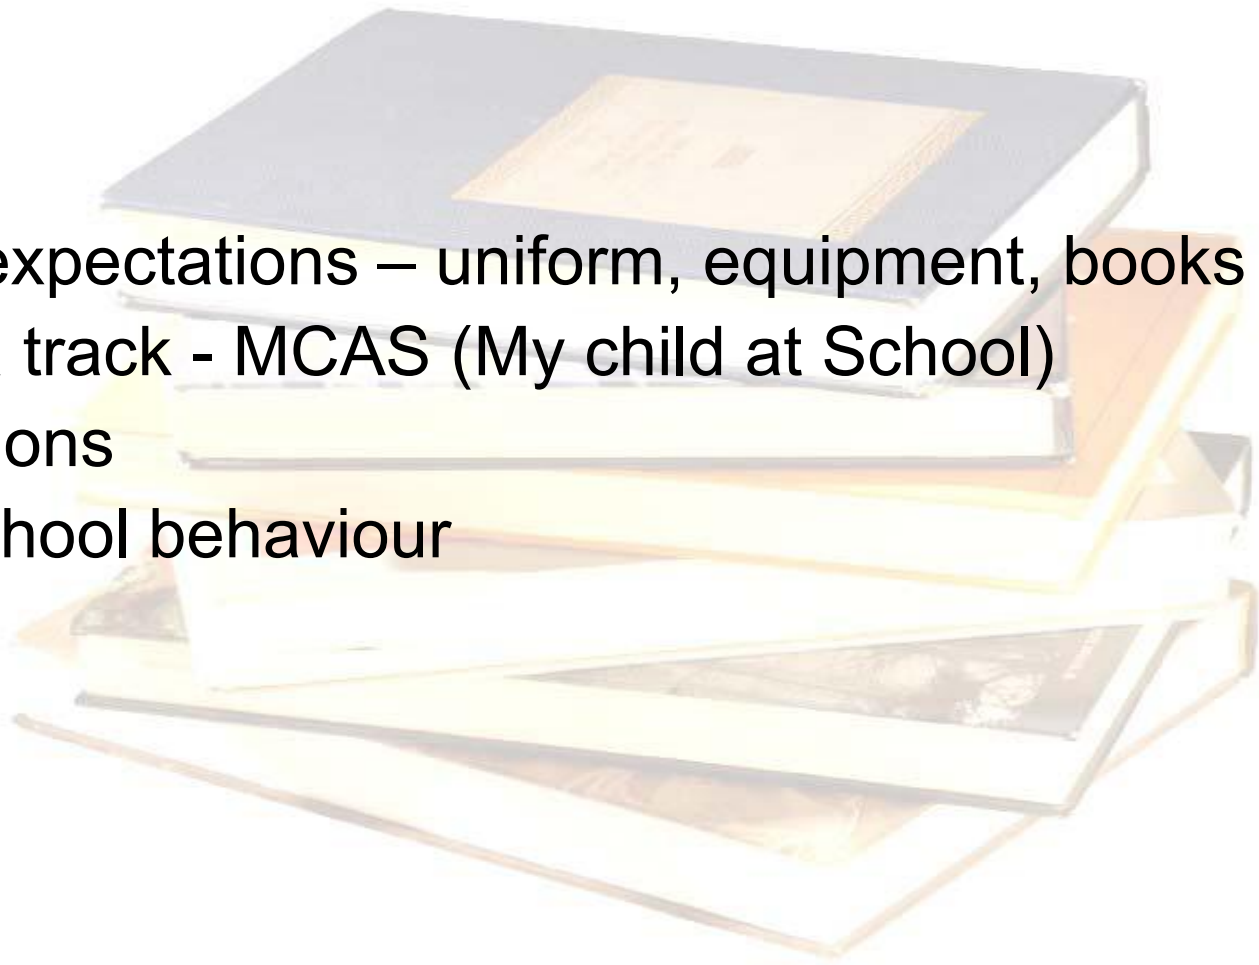 expectations – uniform, equipment, books
track - MCAS (My child at School)
ons
hool behaviour